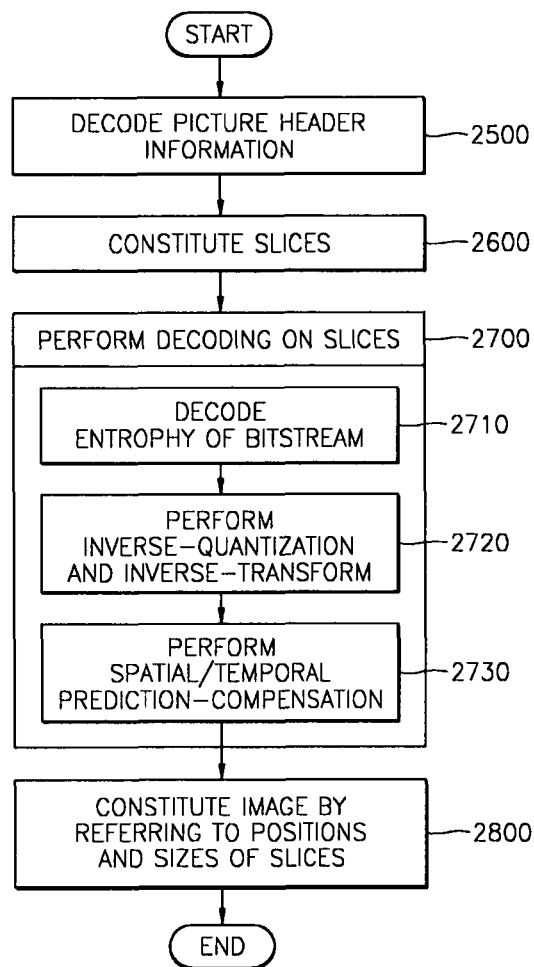 START
DECODE PICTURE HEADER
INFORMATION
2500
CONSTITUTE SLICES
2600
PERFORM DECODING ON SLICES
2700
DECODE
ENTROPHY OF BITSTREAM
2710
PERFORM
INVERSE-QUANTIZATION
AND INVERSE-TRANSFORM
2720
PERFORM
SPATIAL/TEMPORAL
PREDICTION-COMPENSATION
2730
CONSTITUTE IMAGE BY
REFERRING TO POSITIONS
AND SIZES OF SLICES
2800
END